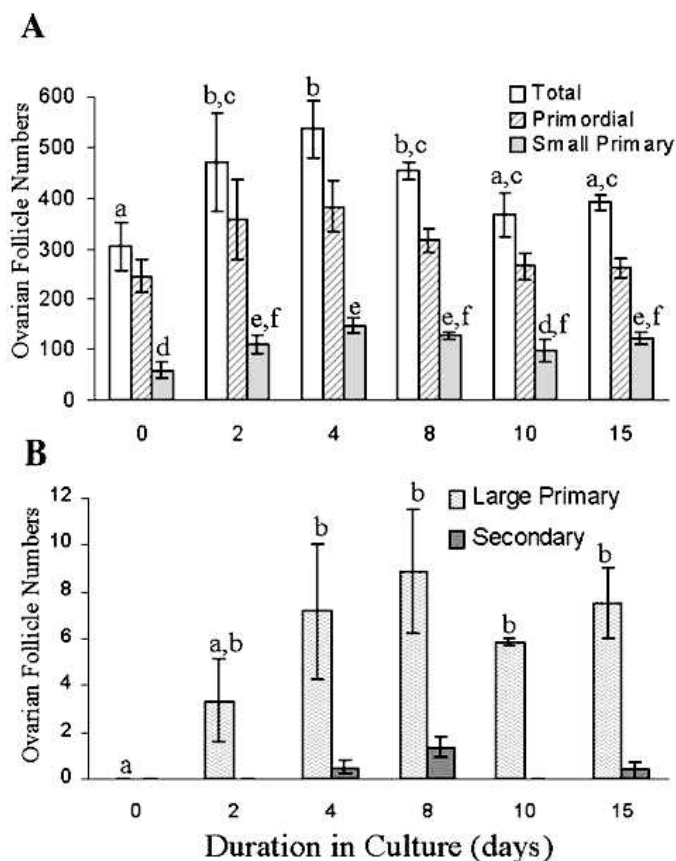 A
600
500
400
300
200
100
0
Ovarian Follicle Numbers
Total
Primordial
Small Primary
a
d
b,c
e,f
b
e
b,c
e,f
a,c
d,f
a,c
e,f
0 2 4 8 10 15
B
12
10
8
6
4
2
0
Ovarian Follicle Numbers
Large Primary
Secondary
a
a,b
b
b
b
b
0 2 4 8 10 15
Duration in Culture (days)